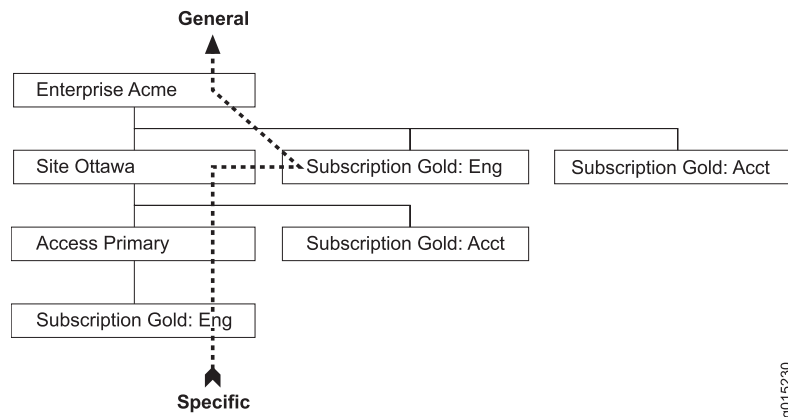 General
Enterprise Acme
Site Ottawa
Subscription Gold: Eng
Subscription Gold: Acct
Access Primary
Subscription Gold: Acct
Subscription Gold: Eng
Specific
g015230